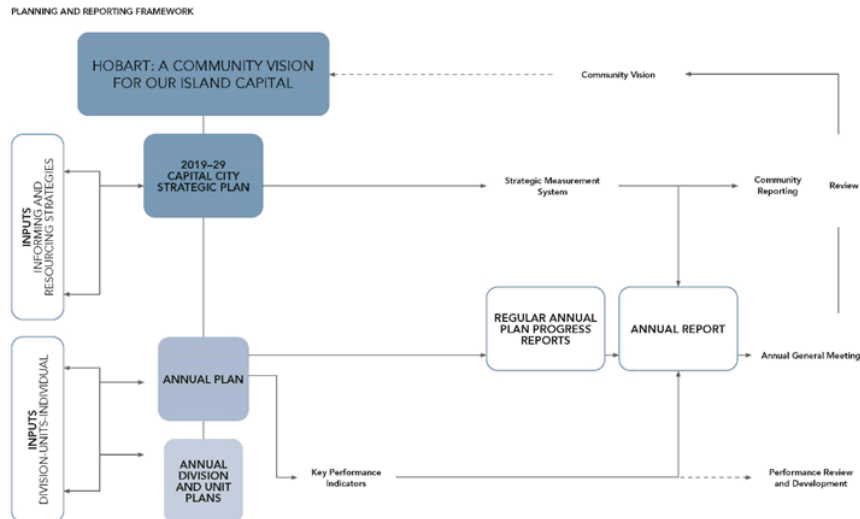 PLANNING AND REPORTING FRAMEWORK
HOBART: A COMMUNITY VISION
FOR OUR ISLAND CAPITAL
Community Vision
INPUTS
INFORMING AND
RESOURCING STRATEGIES
2019–29
CAPITAL CITY
STRATEGIC PLAN
Strategic Measurement
System
Community
Reporting
Review
REGULAR ANNUAL
PLAN PROGRESS
REPORTS
ANNUAL REPORT
Annual General Meeting
INPUTS
DIVISION-UNITS-INDIVIDUAL
ANNUAL PLAN
ANNUAL
DIVISION
AND UNIT
PLANS
Key Performance
Indicators
Performance Review
and Development